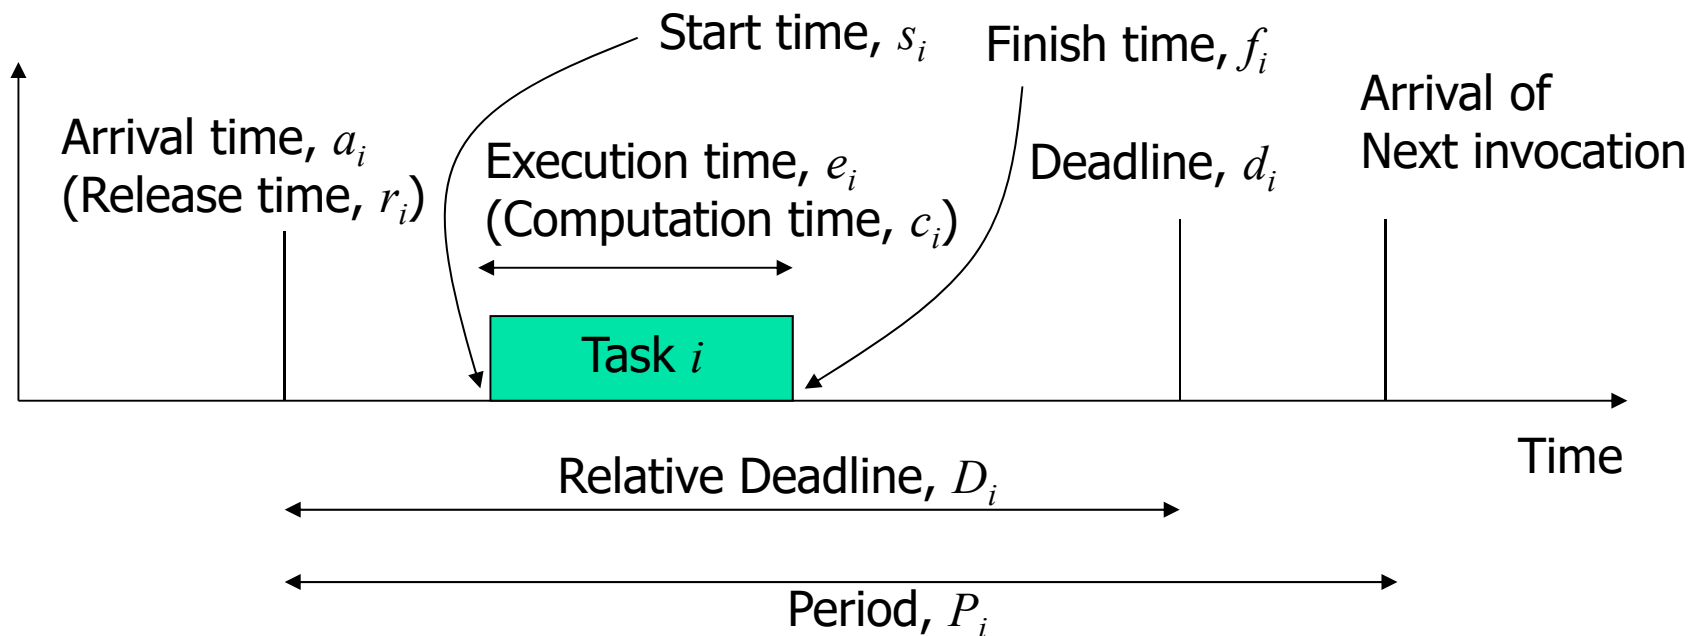 Start time, s_i
Finish time, f_i
Arrival of
Next invocation
Arrival time, a_i
(Release time, r_i)
Execution time, e_i
(Computation time, c_i)
Deadline, d_i
Task i
Time
Relative Deadline, D_i
Period, P_i